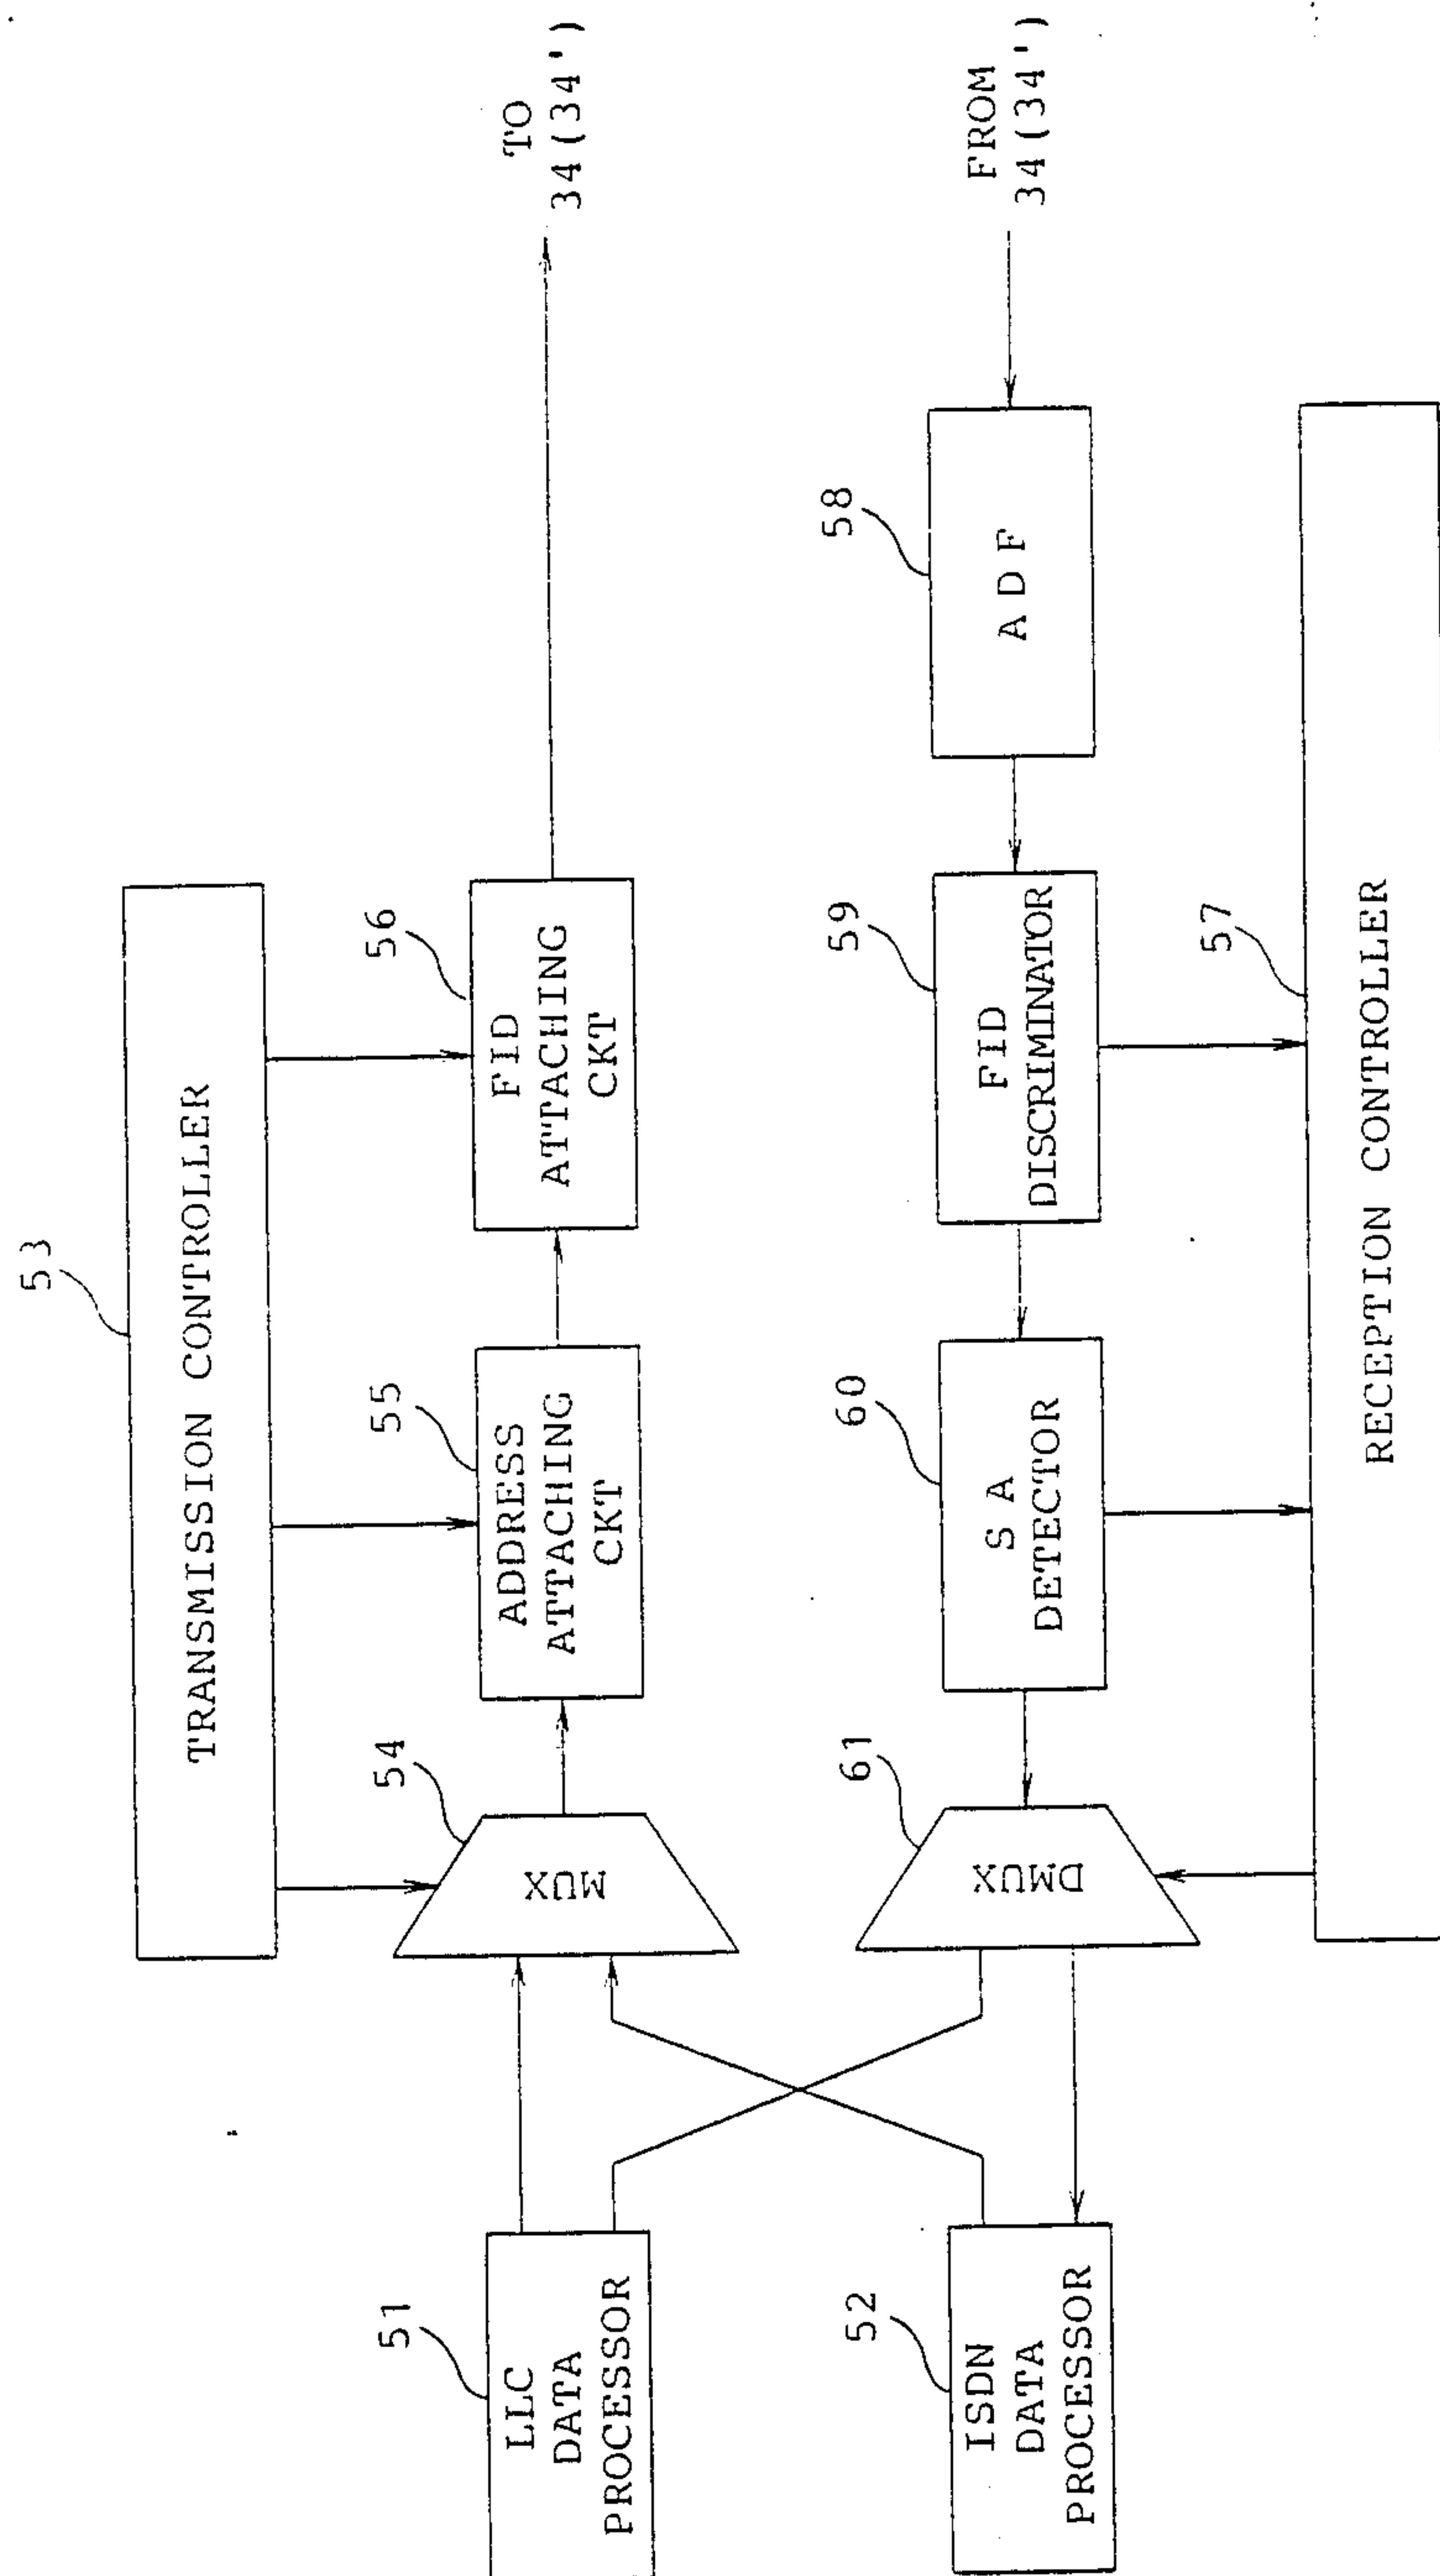 53
TRANSMISSION CONTROLLER
51
LLC
DATA
PROCESSOR
54
MUX
55
ADDRESS
ATTACHING
CKT
56
FID
ATTACHING
CKT
TO
34(34')
52
ISDN
DATA
PROCESSOR
61
DMUX
60
S A
DETECTOR
59
FID
DISCRIMINATOR
58
A D F
FROM
34(34')
57
RECEPTION CONTROLLER